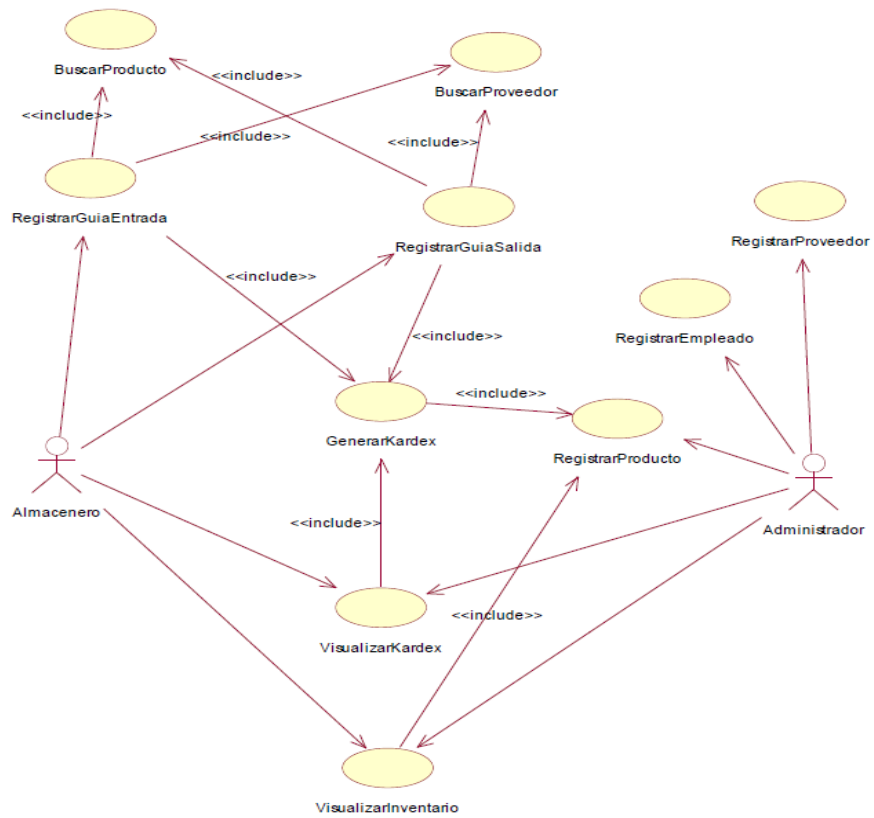 BuscarProducto
<<include>>
BuscarProveedor
<<include>>
<<include>>
<<include>>
RegistrarGuiaEntrada
RegistrarGuiaSalida
RegistrarProveedor
<<include>>
<<include>>
RegistrarEmpleado
<<include>>
GenerarKardex
RegistrarProducto
Almacenero
<<include>>
Administrador
<<include>>
VisualizarKardex
VisualizarInventario